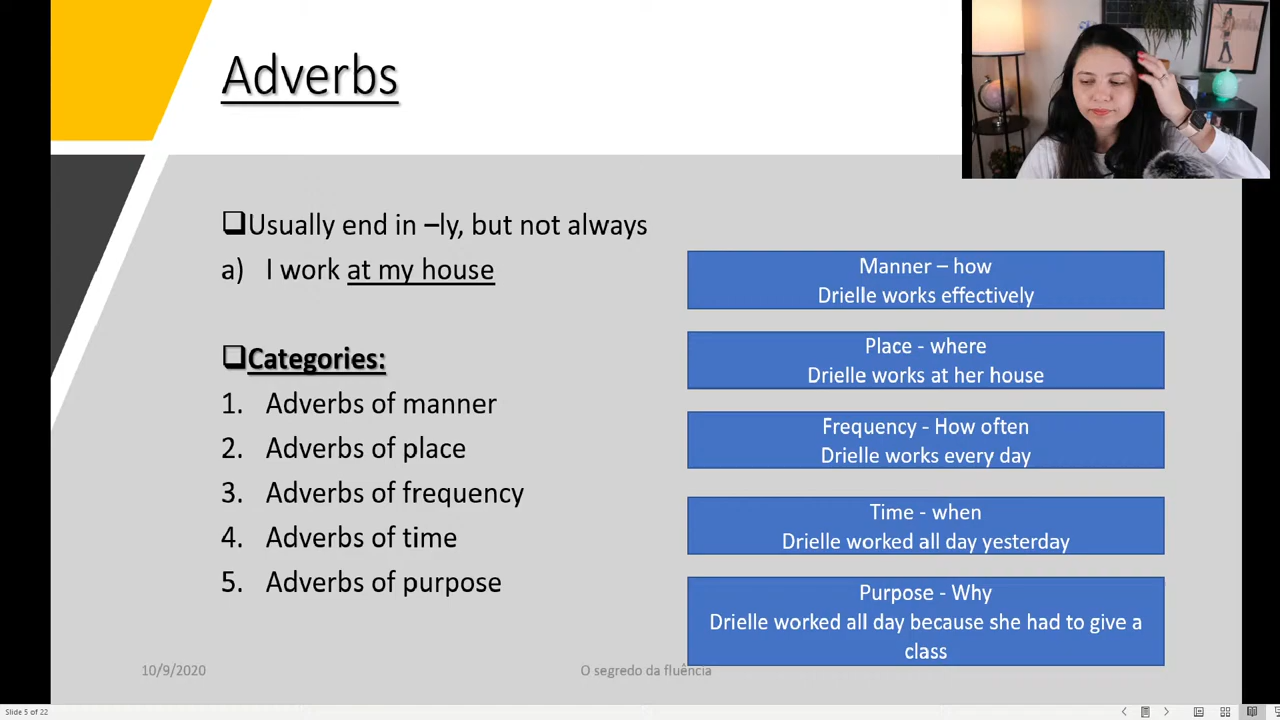 Adverbs
Usually end in –ly, but not always
a) I work at my house
Categories:
1. Adverbs of manner
2. Adverbs of place
3. Adverbs of frequency
4. Adverbs of time
5. Adverbs of purpose
Manner – how
Drielle works effectively
Place - where
Drielle works at her house
Frequency - How often
Drielle works every day
Time - when
Drielle worked all day yesterday
Purpose - Why
Drielle worked all day because she had to give a
class
10/9/2020
O segredo da fluência
Slide 5 of 22